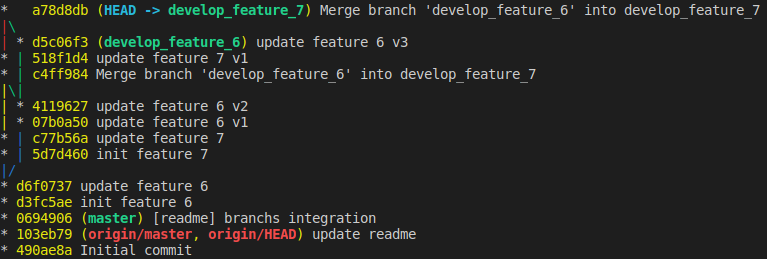 *   a78d8db (HEAD -> develop_feature_7) Merge branch 'develop_feature_6' into develop_feature_7
|\
| * d5c06f3 (develop_feature_6) update feature 6 v3
* | 518f1d4 update feature 7 v1
* | c4ff984 Merge branch 'develop_feature_6' into develop_feature_7
|\|
| * 4119627 update feature 6 v2
| * 07b0a50 update feature 6 v1
* | c77b56a update feature 7
* | 5d7d460 init feature 7
|/
* d6f0737 update feature 6
* d3fc5ae init feature 6
* 0694906 (master) [readme] branchs integration
* 103eb79 (origin/master, origin/HEAD) update readme
* 490ae8a Initial commit